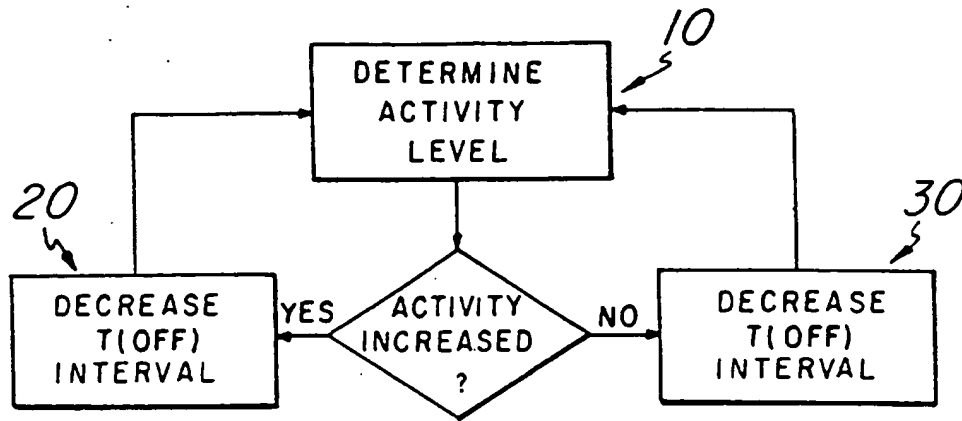 10
DETERMINE
ACTIVITY
LEVEL
20
30
DECREASE
T(OFF)
INTERVAL
YES
ACTIVITY
INCREASED
?
NO
DECREASE
T(OFF)
INTERVAL